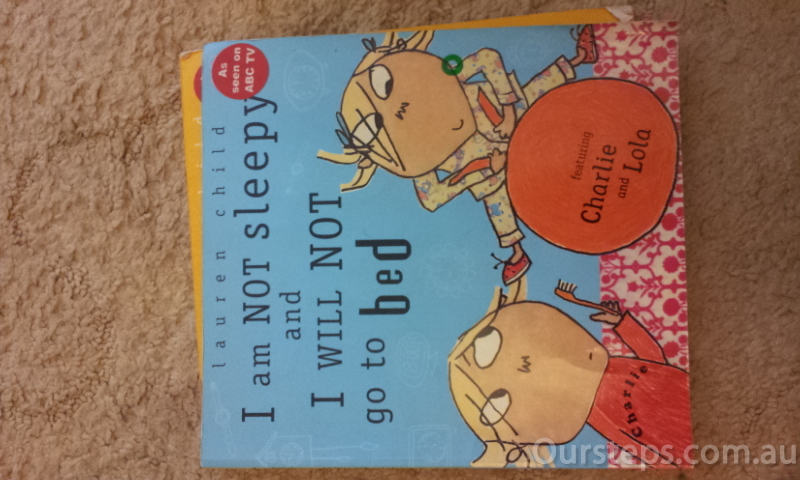 As
seen on
ABC TV
lauren child
I am NOT sleepy
and
I WILL NOT
go to bed
featuring
Charlie
and Lola
charlie
Oursteps.com.au